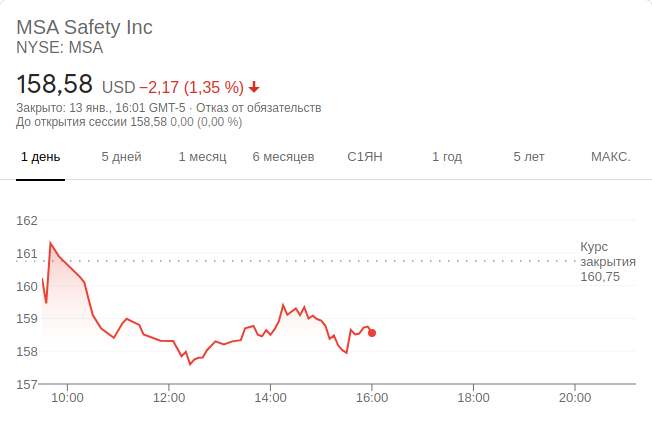 MSA Safety Inc
NYSE: MSA
158,58 USD −2,17 (1,35 %)
Закрыто: 13 янв., 16:01 GMT-5 · Отказ от обязательств
До открытия сессии 158,58 0,00 (0,00 %)
1 день 5 дней 1 месяц 6 месяцев С1ЯН 1 год 5 лет МАКС.
162
161
160
159
158
157
Курс
закрытия
160,75
10:00 12:00 14:00 16:00 18:00 20:00